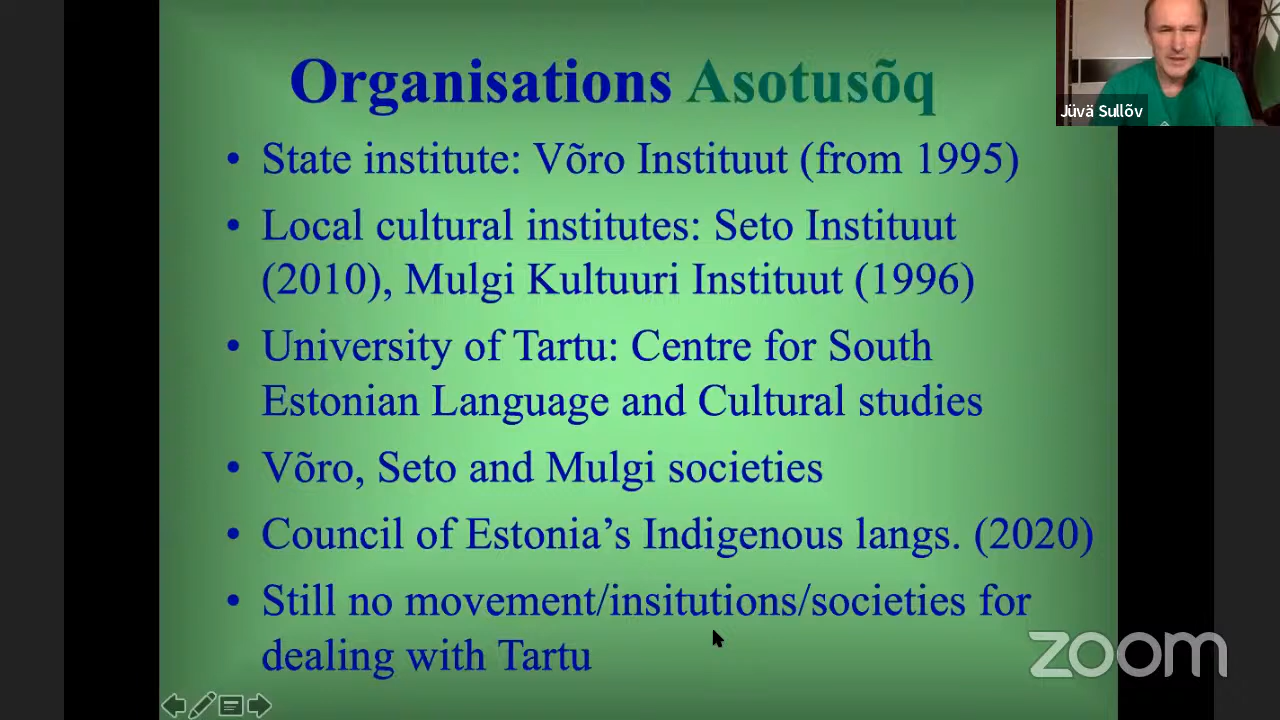 Organisations Asotusõq
Jüvä Sullõv
• State institute: Võro Instituut (from 1995)
• Local cultural institutes: Seto Instituut
(2010), Mulgi Kultuuri Instituut (1996)
• University of Tartu: Centre for South
Estonian Language and Cultural studies
• Võro, Seto and Mulgi societies
• Council of Estonia’s Indigenous langs. (2020)
• Still no movement/insitutions/societies for
dealing with Tartu
zoom